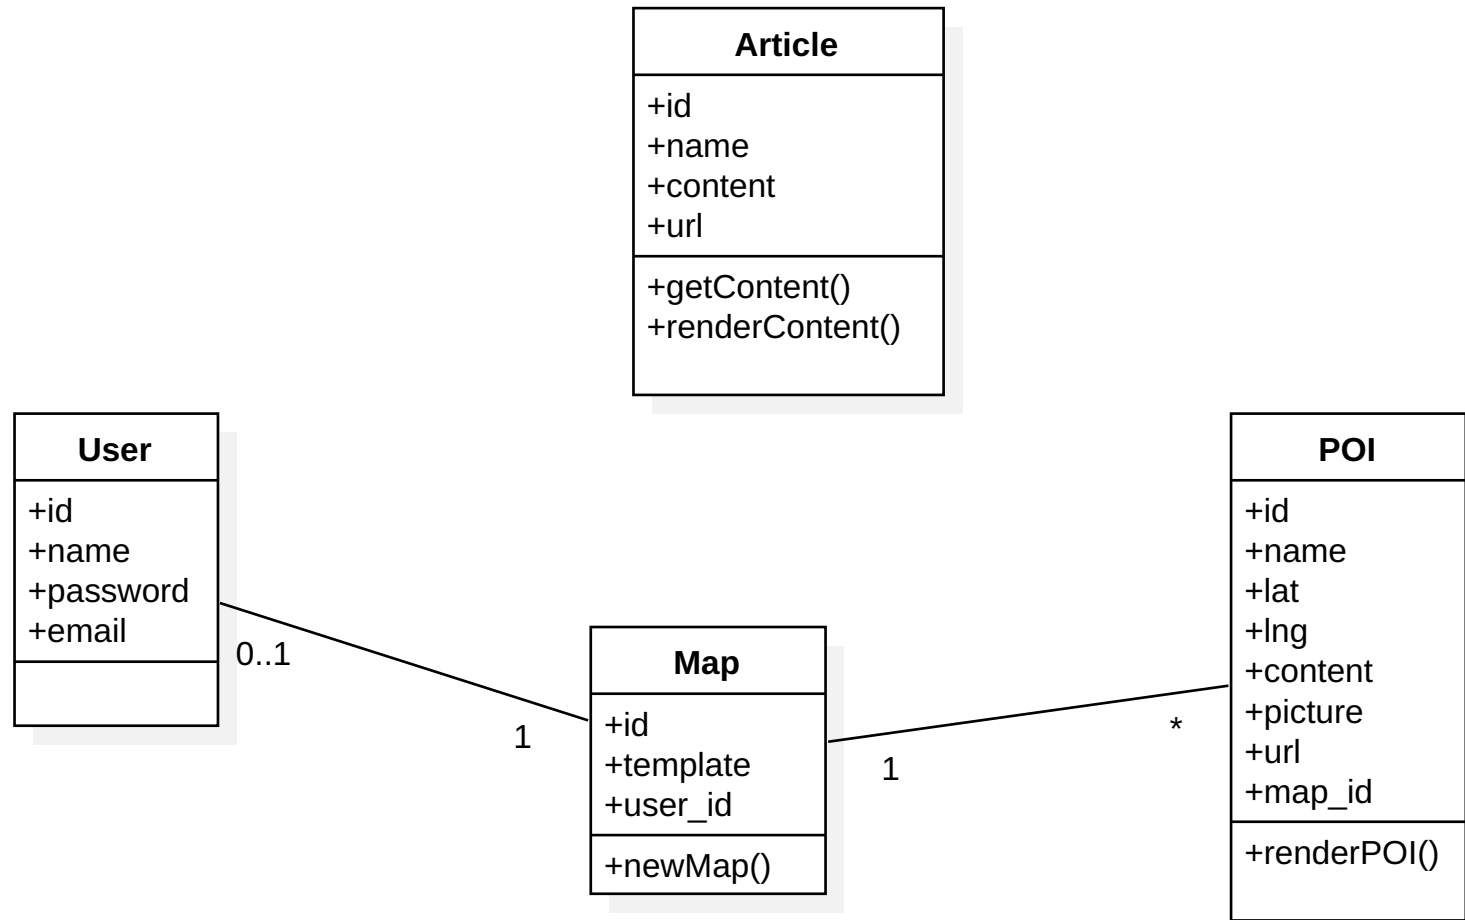 Article
+id
+name
+content
+url
+getContent()
+renderContent()
User
+id
+name
+password
+email
0..1
1
Map
+id
+template
+user_id
+newMap()
1
*
POI
+id
+name
+lat
+lng
+content
+picture
+url
+map_id
+renderPOI()